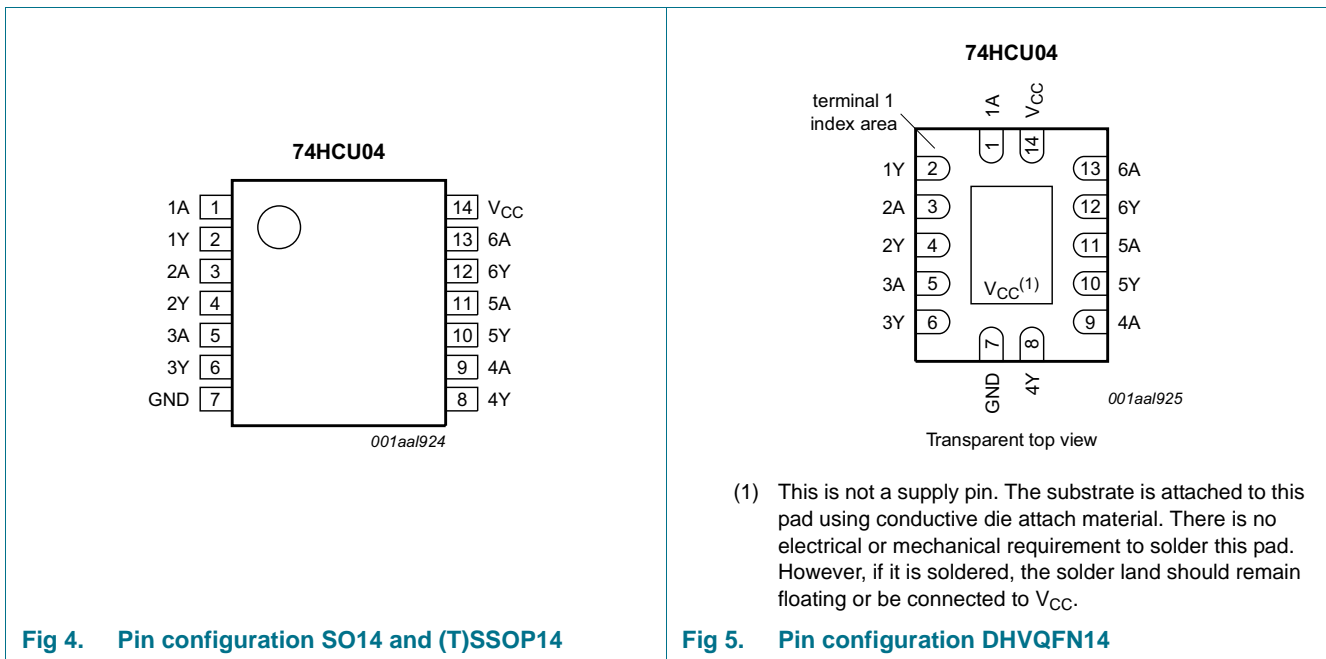 74HCU04
1A 1 14 VCC
1Y 2 13 6A
2A 3 12 6Y
2Y 4 11 5A
3A 5 10 5Y
3Y 6 9 4A
GND 7 8 4Y
001aal924
Fig 4. Pin configuration SO14 and (T)SSOP14
74HCU04
terminal 1
index area
1A VCC
1 14
1Y 2 13 6A
2A 3 12 6Y
2Y 4 11 5A
3A 5 VCC(1) 10 5Y
3Y 6 9 4A
7 8
GND 4Y
001aal925
Transparent top view
(1) This is not a supply pin. The substrate is attached to this
pad using conductive die attach material. There is no
electrical or mechanical requirement to solder this pad.
However, if it is soldered, the solder land should remain
floating or be connected to VCC.
Fig 5. Pin configuration DHVQFN14